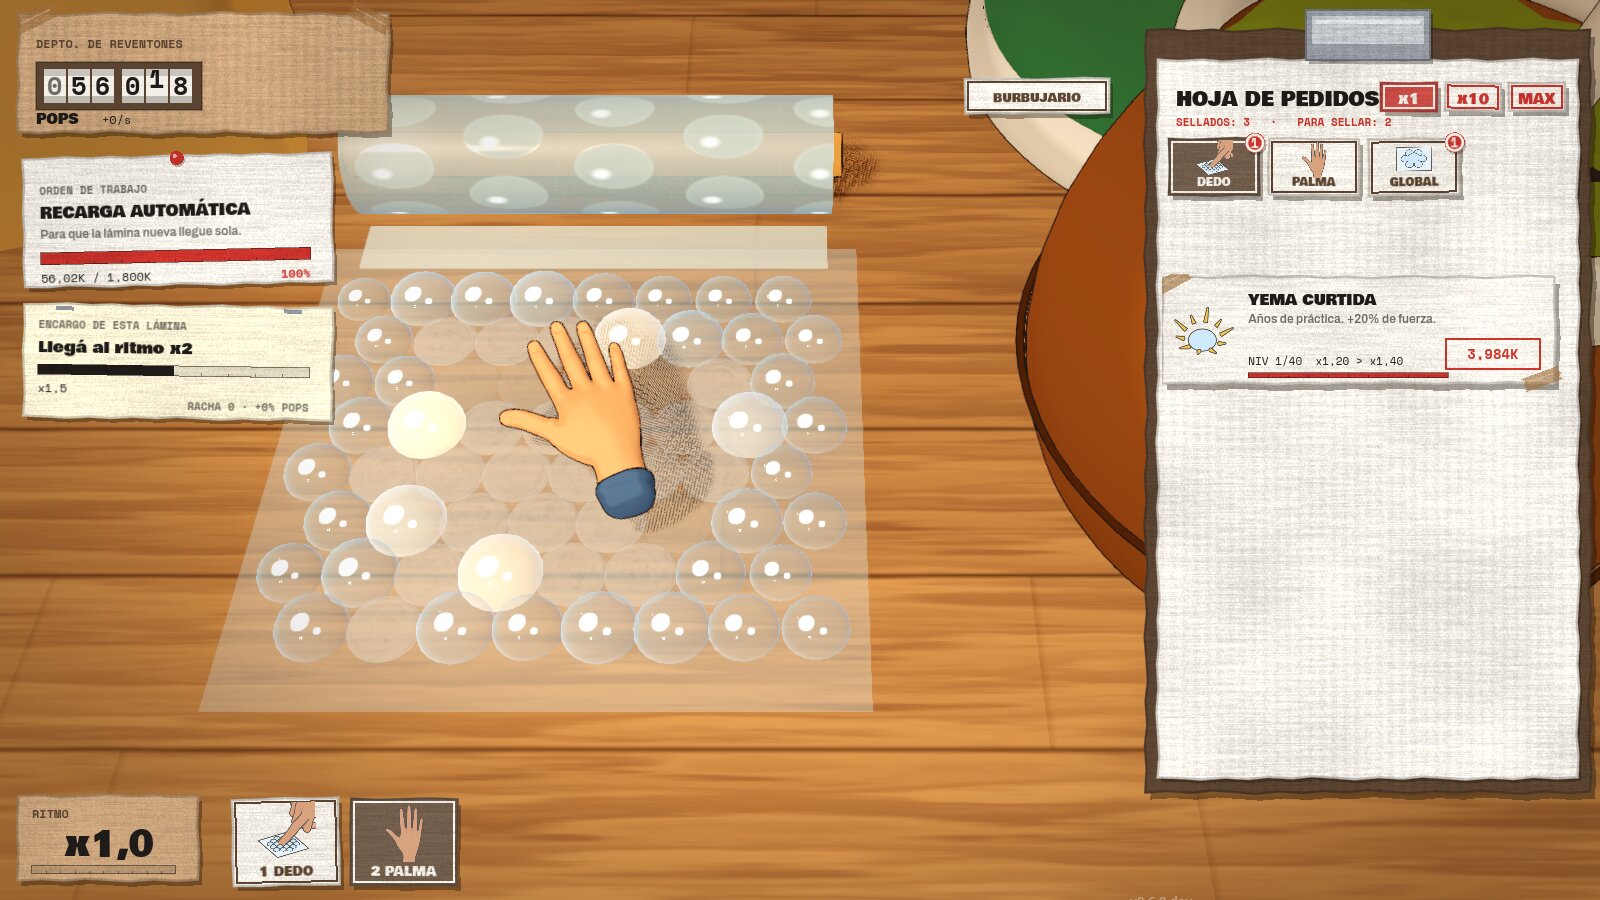 DEPTO. DE REVENTONES
056 018
POPS +0/s
ORDEN DE TRABAJO
RECARGA AUTOMÁTICA
Para que la lámina nueva llegue sola.
56,02K / 1,800K 100%
ENCARGO DE ESTA LÁMINA
Llegá al ritmo x2
x1,5
RACHA 0 · +0% POPS
BURBUJARIO
HOJA DE PEDIDOS x1 x10 MAX
SELLADOS: 3 · PARA SELLAR: 2
DEDO 1
PALMA
GLOBAL 1
YEMA CURTIDA
Años de práctica. +20% de fuerza.
NIV 1/40 x1,20 > x1,40
3,984K
RITMO
x1,0
1 DEDO
2 PALMA